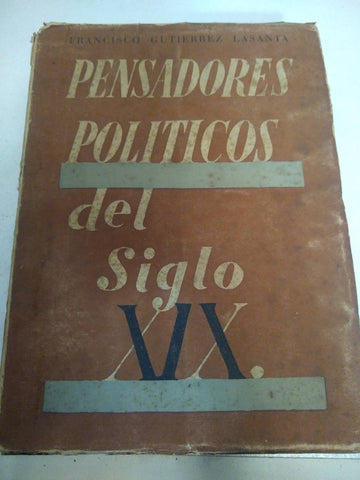 FRANCISCO GUTIERREZ LASANTA
PENSADORES
POLITICOS
del
Siglo
XIX.